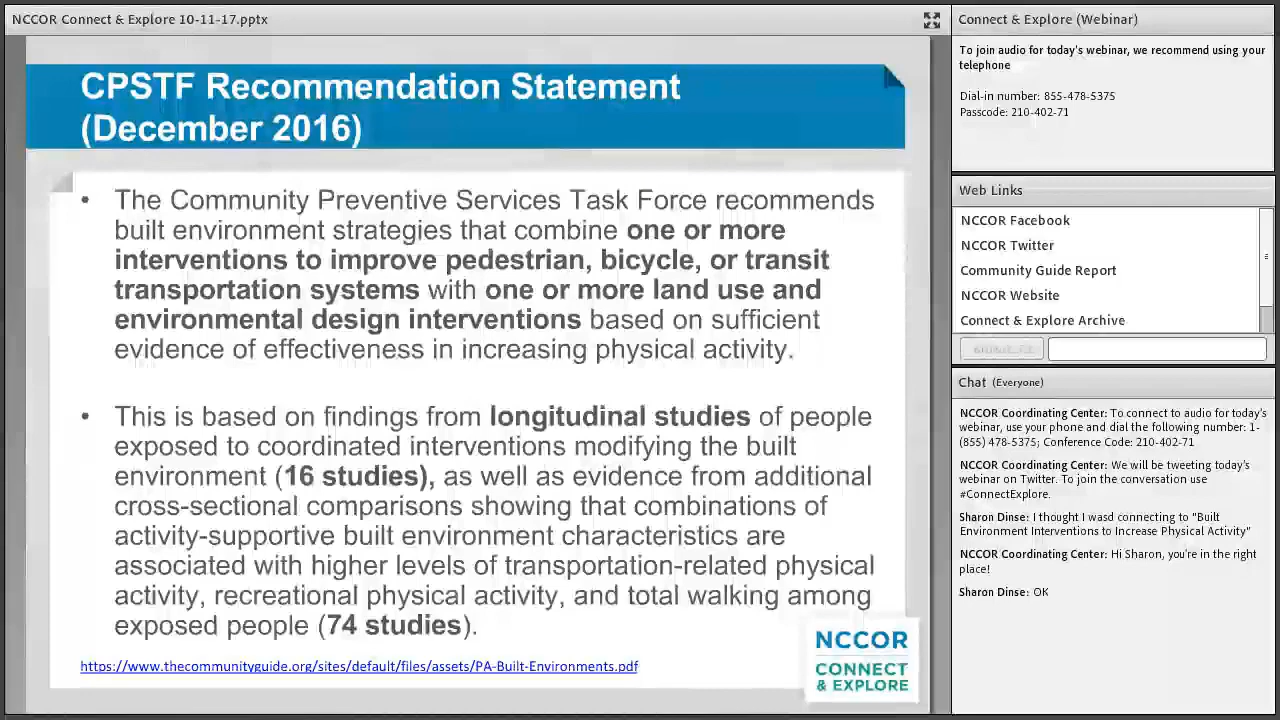 NCCOR Connect & Explore 10-11-17.pptx
CPSTF Recommendation Statement
(December 2016)
• The Community Preventive Services Task Force recommends
built environment strategies that combine one or more
interventions to improve pedestrian, bicycle, or transit
transportation systems with one or more land use and
environmental design interventions based on sufficient
evidence of effectiveness in increasing physical activity.
• This is based on findings from longitudinal studies of people
exposed to coordinated interventions modifying the built
environment (16 studies), as well as evidence from additional
cross-sectional comparisons showing that combinations of
activity-supportive built environment characteristics are
associated with higher levels of transportation-related physical
activity, recreational physical activity, and total walking among
exposed people (74 studies).
https://www.thecommunityguide.org/sites/default/files/assets/PA-Built-Environments.pdf
NCCOR
CONNECT
& EXPLORE
Connect & Explore (Webinar)
To join audio for today's webinar, we recommend using your
telephone
Dial-in number: 855-478-5375
Passcode: 210-402-71
Web Links
NCCOR Facebook
NCCOR Twitter
Community Guide Report
NCCOR Website
Connect & Explore Archive
Chat (Everyone)
NCCOR Coordinating Center: To connect to audio for today's
webinar, use your phone and dial the following number: 1-
(855) 478-5375; Conference Code: 210-402-71
NCCOR Coordinating Center: We will be tweeting today's
webinar on Twitter. To join the conversation use
#ConnectExplore.
Sharon Dinse: I thought I wasd connecting to "Built
Environment Interventions to Increase Physical Activity"
NCCOR Coordinating Center: Hi Sharon, you're in the right
place!
Sharon Dinse: OK